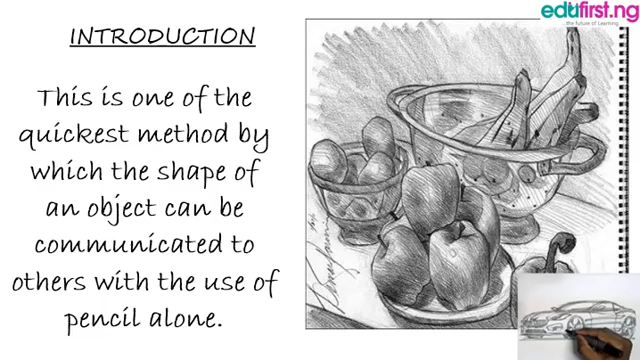 edufirst.ng
...the future of Learning
INTRODUCTION
This is one of the
quickest method by
which the shape of
an object can be
communicated to
others with the use of
pencil alone.